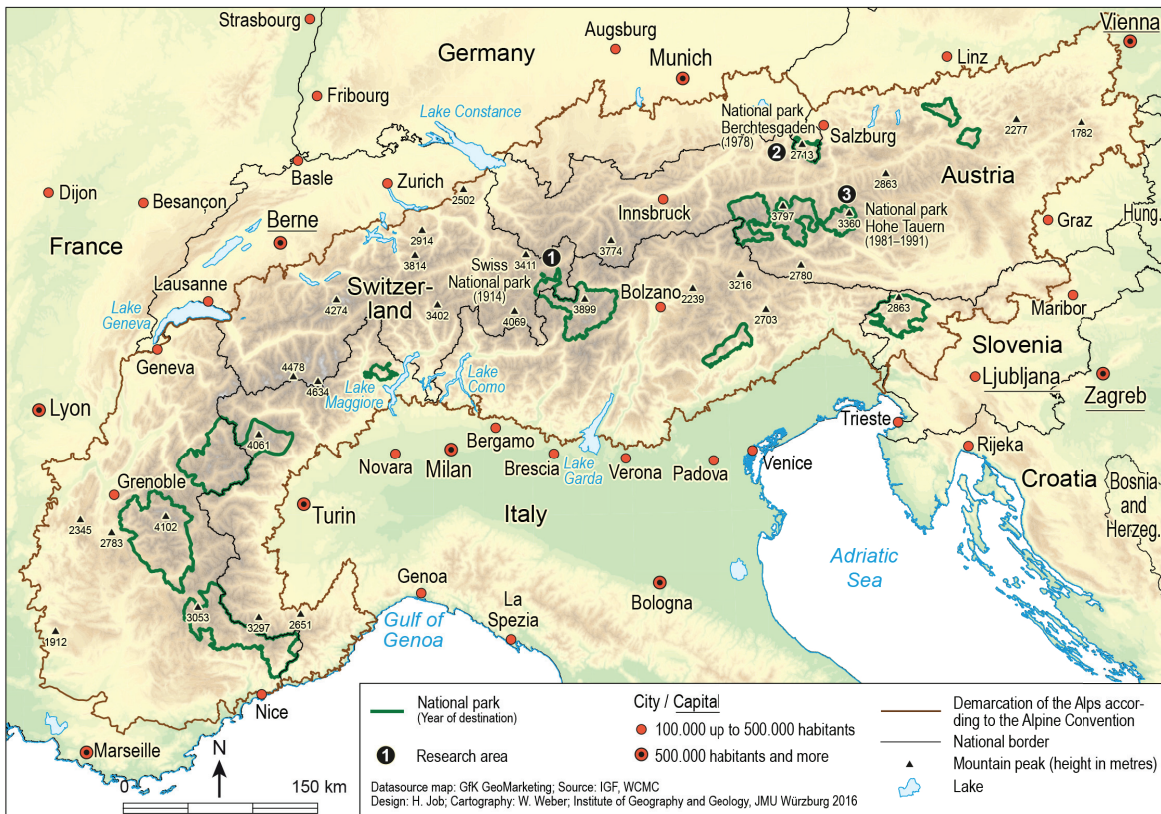 Strasbourg
Germany
Augsburg
Munich
Linz
Vienna
Fribourg
Lake Constance
National park
Berchtesgaden
(1978)
Salzburg
2277
1782
2
2713
Basle
Zurich
2502
Dijon
Besançon
Innsbruck
2863
Austria
3
3797
3360
National park
Hohe Tauern
(1981–1991)
Graz
Hung.
Berne
France
2914
3814
3774
3411
1
Swiss
National park
(1914)
2780
3216
Lausanne
Switzer-
land
4274
3402
4069
3899
Bolzano
2239
2703
2863
Maribor
Lake
Geneva
Geneva
Slovenia
4478
4634
Lake
Maggiore
Lake
Como
Ljubljana
Zagreb
Lyon
4061
Bergamo
Trieste
Rijeka
Novara
Milan
Brescia
Lake
Garda
Verona
Padova
Venice
Croatia
Bosnia
and
Herzeg.
Grenoble
4102
2345
2783
Turin
Italy
Adriatic
Sea
Genoa
La
Spezia
Bologna
Gulf of
Genoa
3053
3297
2651
1912
Nice
Marseille
N
0
150 km
National park
(Year of destination)
1
Research area
City / Capital
100.000 up to 500.000 habitants
500.000 habitants and more
Demarcation of the Alps accor-
ding to the Alpine Convention
National border
Mountain peak (height in metres)
Lake
Datasource map: GfK GeoMarketing; Source: IGF, WCMC
Design: H. Job; Cartography: W. Weber; Institute of Geography and Geology, JMU Würzburg 2016